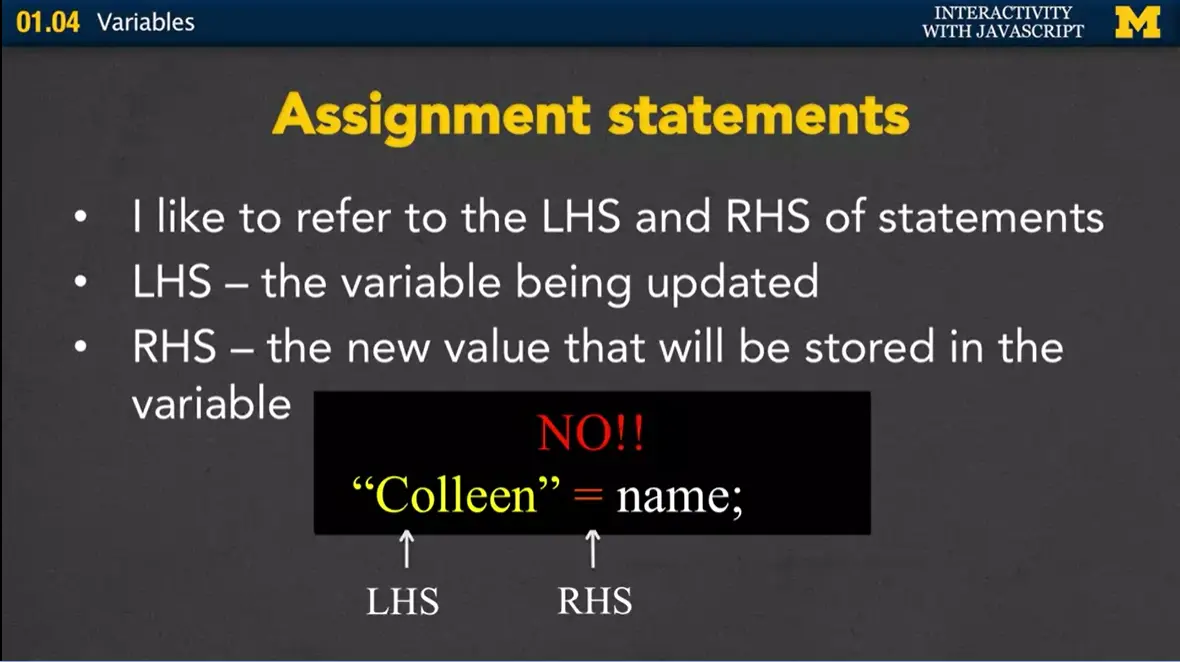 01.04 Variables
INTERACTIVITY
WITH JAVASCRIPT
M
Assignment statements
• I like to refer to the LHS and RHS of statements
• LHS – the variable being updated
• RHS – the new value that will be stored in the
variable
NO!!
“Colleen” = name;
LHS RHS